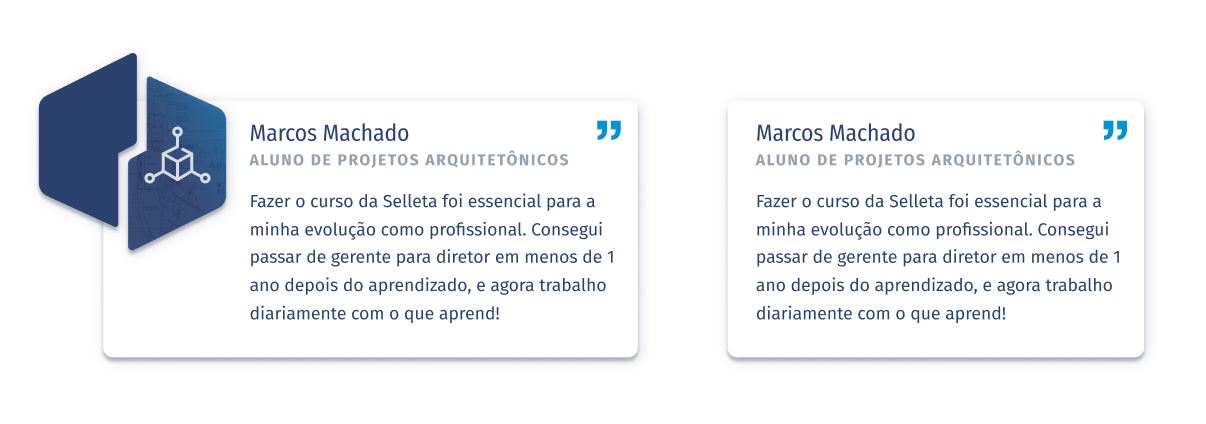 Marcos Machado
ALUNO DE PROJETOS ARQUITETÔNICOS
Fazer o curso da Selleta foi essencial para a
minha evolução como profissional. Consegui
passar de gerente para diretor em menos de 1
ano depois do aprendizado, e agora trabalho
diariamente com o que aprend!
Marcos Machado
ALUNO DE PROJETOS ARQUITETÔNICOS
Fazer o curso da Selleta foi essencial para a
minha evolução como profissional. Consegui
passar de gerente para diretor em menos de 1
ano depois do aprendizado, e agora trabalho
diariamente com o que aprend!